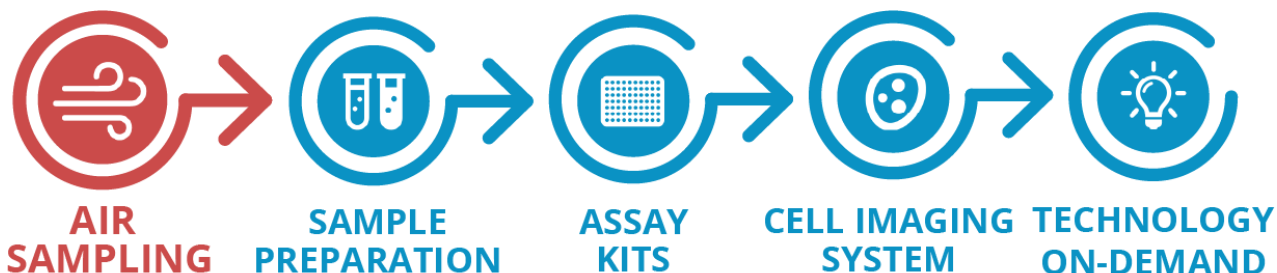 AIR
SAMPLING
SAMPLE
PREPARATION
ASSAY
KITS
CELL IMAGING
SYSTEM
TECHNOLOGY
ON-DEMAND